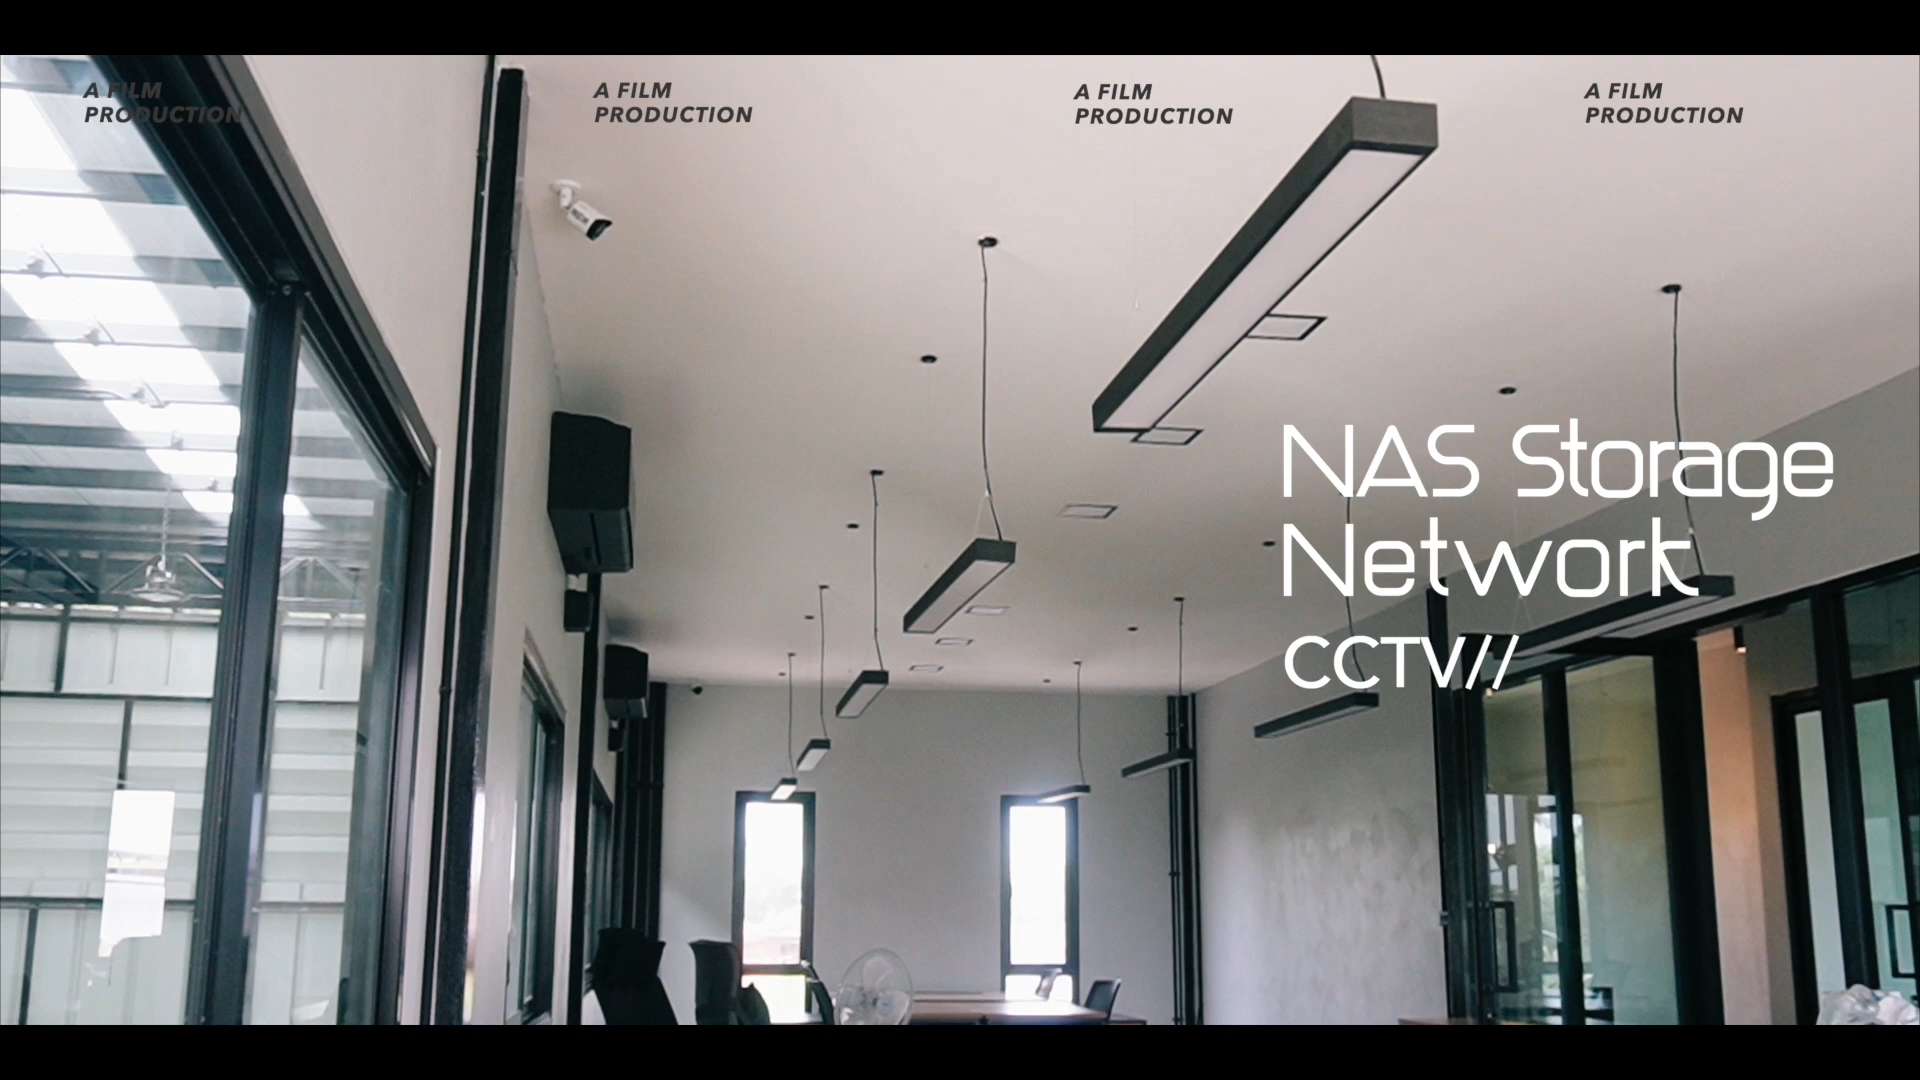 A FILM
PRODUCTION
A FILM
PRODUCTION
A FILM
PRODUCTION
A FILM
PRODUCTION
NAS Storage
Network
CCTV//